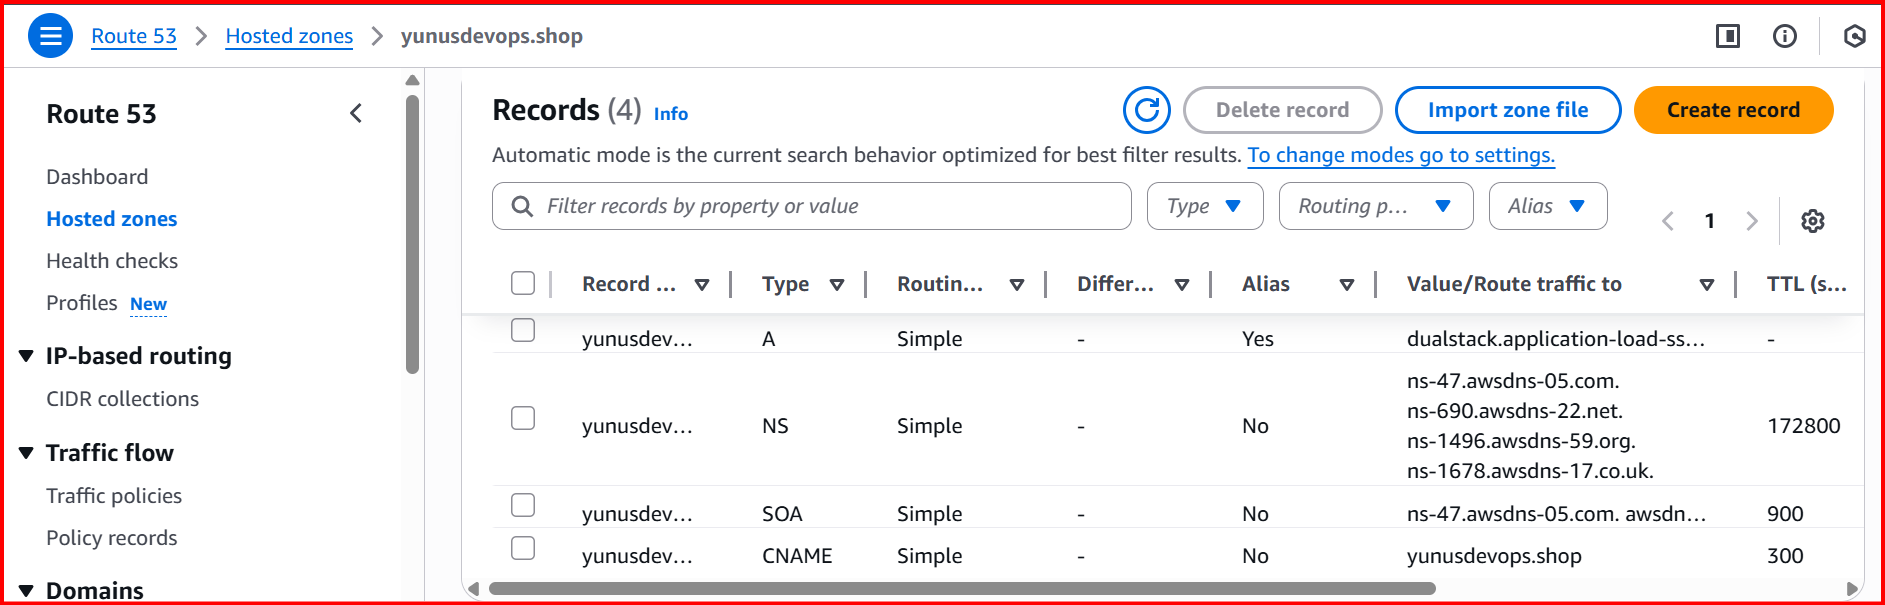 Route 53 > Hosted zones > yunusdevops.shop
Route 53
Dashboard
Hosted zones
Health checks
Profiles New
IP-based routing
CIDR collections
Traffic flow
Traffic policies
Policy records
Domains
Records (4) Info
Delete record
Import zone file
Create record
Automatic mode is the current search behavior optimized for best filter results. To change modes go to settings.
Filter records by property or value
Type
Routing p...
Alias
1
Record ... Type Routin... Differ... Alias Value/Route traffic to TTL (s...
yunusdev... A Simple - Yes dualstack.application-load-ss... -
yunusdev... NS Simple - No ns-47.awsdns-05.com. 172800
ns-690.awsdns-22.net.
ns-1496.awsdns-59.org.
ns-1678.awsdns-17.co.uk.
yunusdev... SOA Simple - No ns-47.awsdns-05.com. awsdn... 900
yunusdev... CNAME Simple - No yunusdevops.shop 300